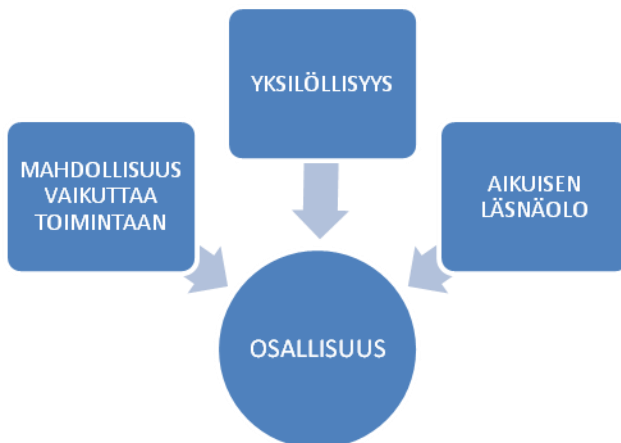 YKSILÖLLISYYS
MAHDOLLISUUS
VAIKUTTAA
TOIMINTAAN
AIKUISEN
LÄSNÄOLO
OSALLISUUS